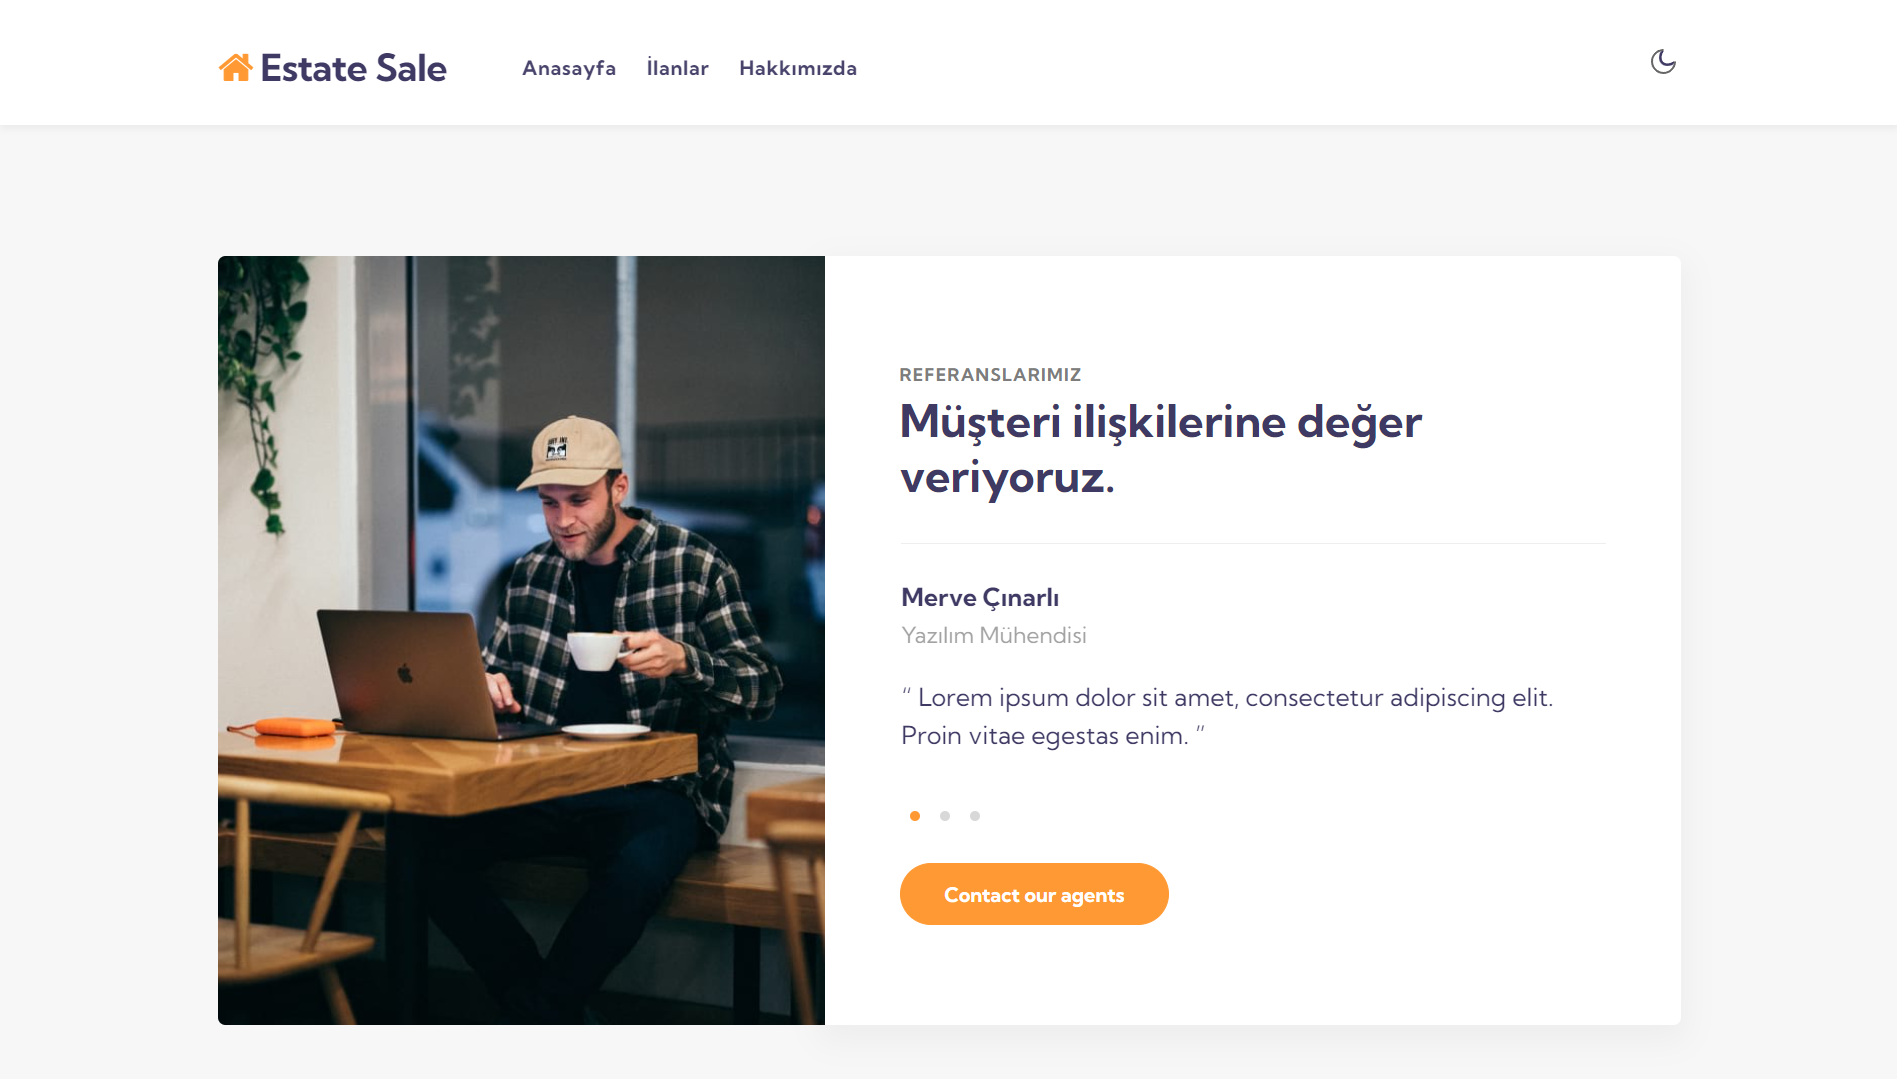 Estate Sale
Anasayfa İlanlar Hakkımızda
REFERANSLARIMIZ
Müşteri ilişkilerine değer
veriyoruz.
Merve Çınarlı
Yazılım Mühendisi
“ Lorem ipsum dolor sit amet, consectetur adipiscing elit.
Proin vitae egestas enim. ”
Contact our agents